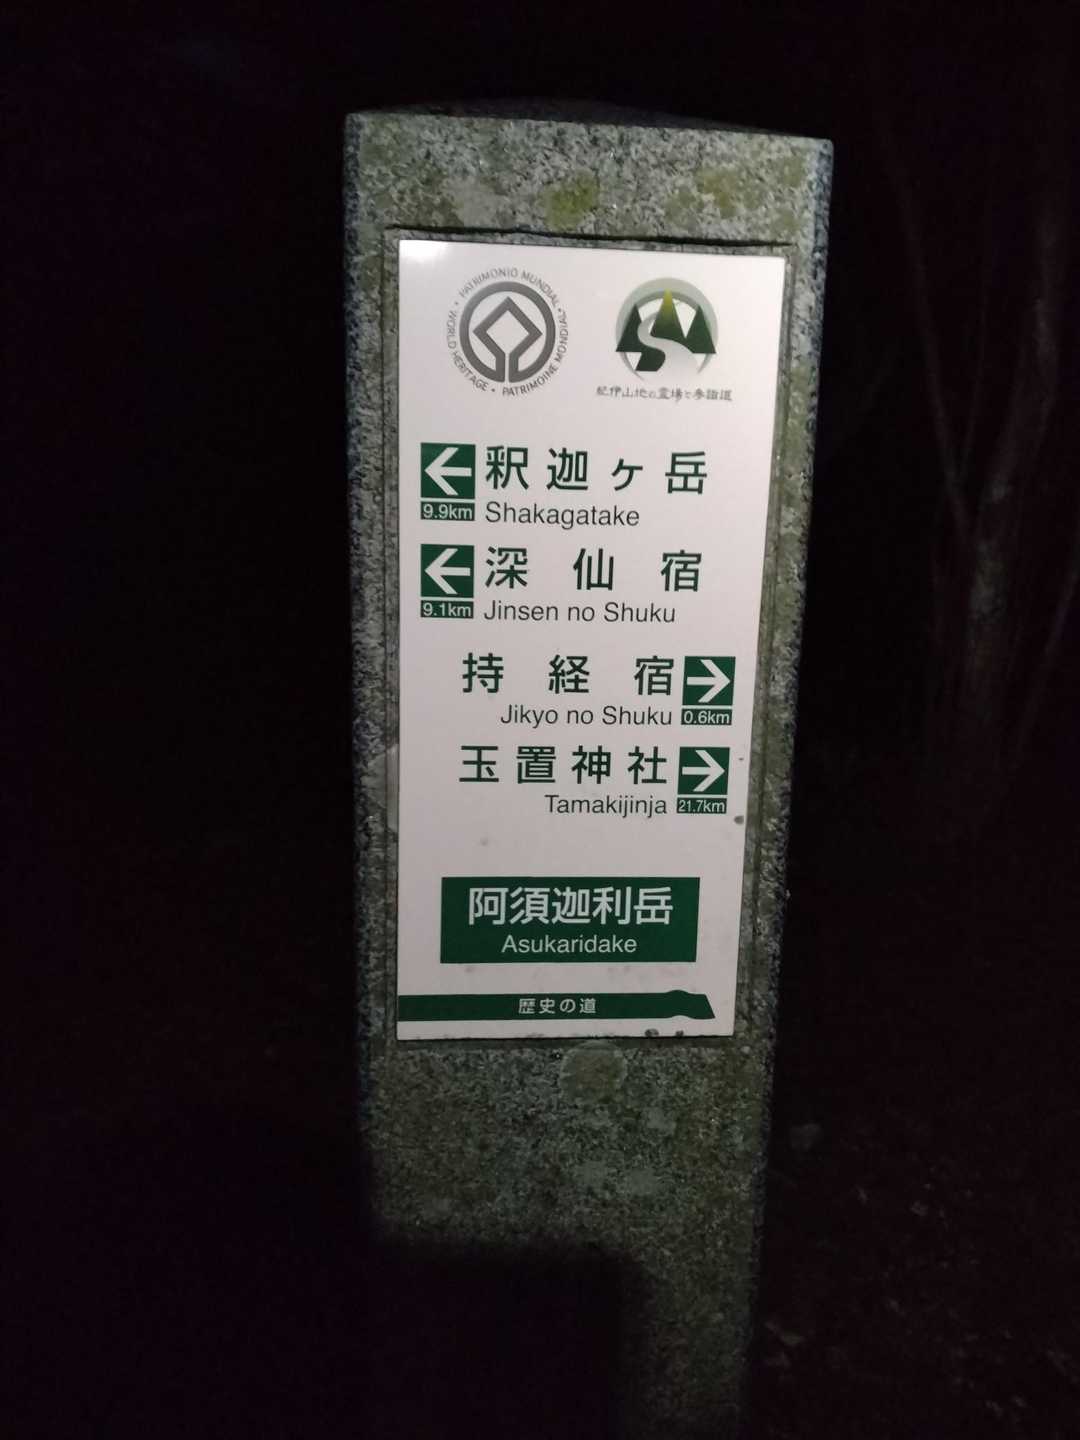 PATRIMONIO MUNDIAL • WORLD HERITAGE • PATRIMOINE MONDIAL •
紀伊山地の霊場と参詣道
釈迦ヶ岳
9.9km Shakagatake
深仙宿
9.1km Jinsen no Shuku
持経宿
Jikyo no Shuku 0.6km
玉置神社
Tamakijinja 21.7km
阿須迦利岳
Asukaridake
歴史の道